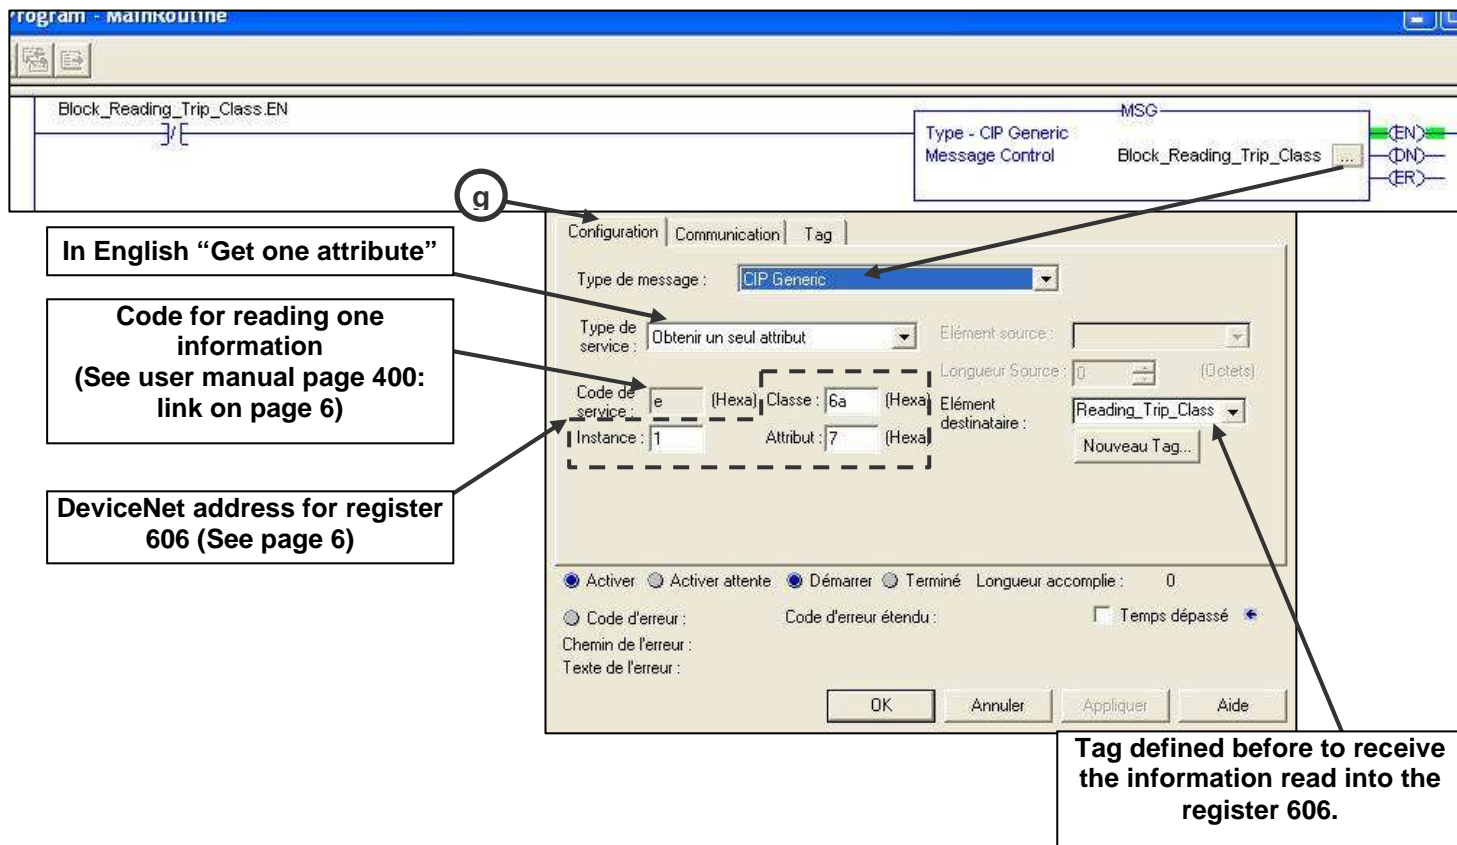 Program - MainRoutine
Block_Reading_Trip_Class.EN
MSG
Type - CIP Generic
Message Control Block_Reading_Trip_Class ...
EN
DN
ER
g
In English “Get one attribute”
Code for reading one
information
(See user manual page 400:
link on page 6)
DeviceNet address for register
606 (See page 6)
Configuration Communication Tag
Type de message : CIP Generic
Type de
service : Obtenir un seul attribut
Elément source :
Longueur Source : 0 (Octets)
Code de
service : e (Hexa) Classe : 6a (Hexa)
Instance : 1 Attribut : 7 (Hexa)
Elément
destinataire : Reading_Trip_Class
Nouveau Tag...
Activer Activer attente Démarrer Terminé Longueur accomplie : 0
Code d'erreur : Code d'erreur étendu : Temps dépassé
Chemin de l'erreur :
Texte de l'erreur :
OK Annuler Appliquer Aide
Tag defined before to receive
the information read into the
register 606.